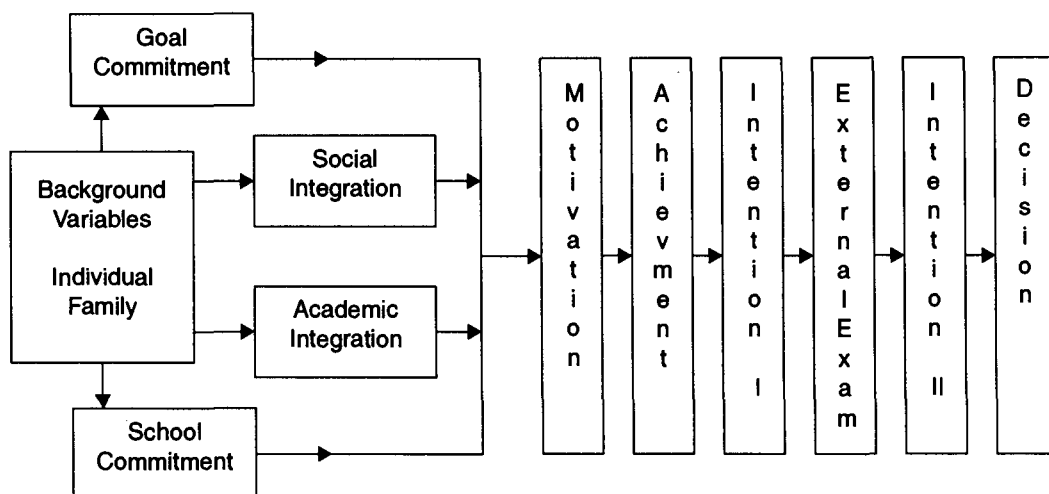 Goal
Commitment
Background
Variables
Individual
Family
Social
Integration
Academic
Integration
School
Commitment
Motivation
Achievment
Intention I
External Exam
Intention II
Decision